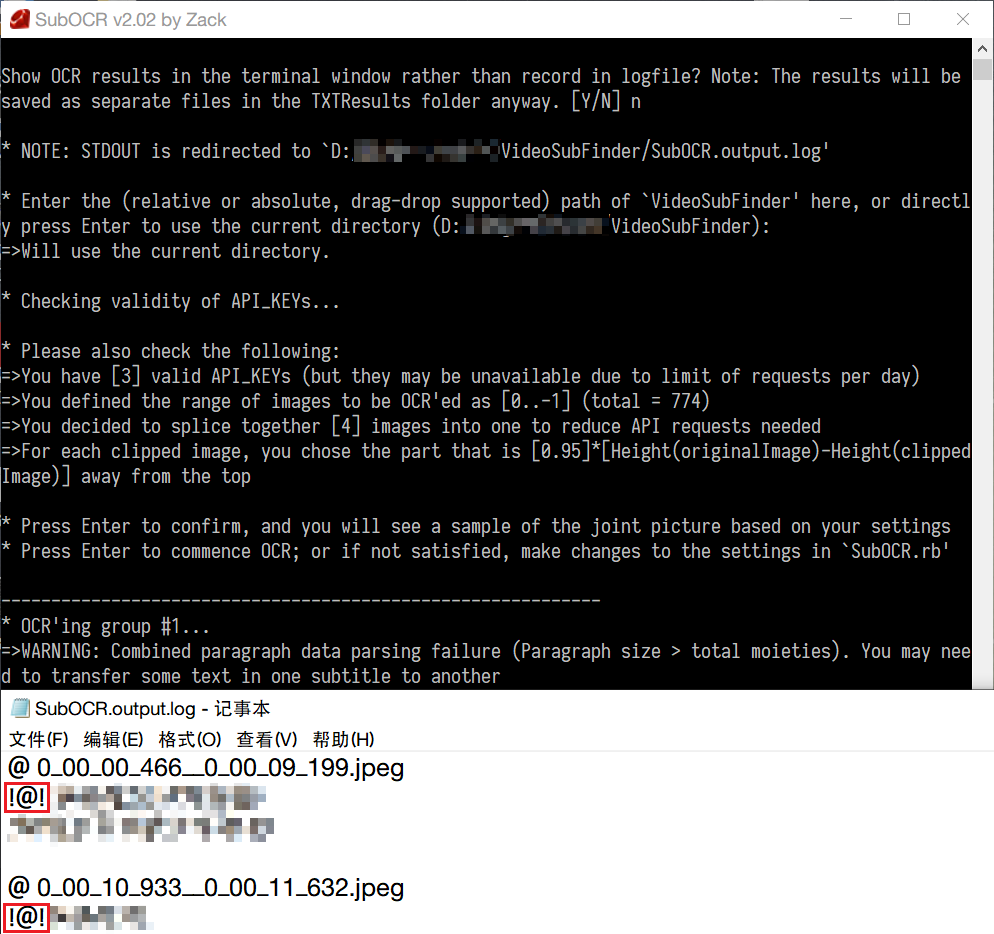 SubOCR v2.02 by Zack
Show OCR results in the terminal window rather than record in logfile? Note: The results will be
saved as separate files in the TXTResults folder anyway. [Y/N] n
* NOTE: STDOUT is redirected to `D:VideoSubFinder/SubOCR.output.log'
* Enter the (relative or absolute, drag-drop supported) path of `VideoSubFinder' here, or directl
y press Enter to use the current directory (D:VideoSubFinder):
=>Will use the current directory.
* Checking validity of API_KEYs...
* Please also check the following:
=>You have [3] valid API_KEYs (but they may be unavailable due to limit of requests per day)
=>You defined the range of images to be OCR'ed as [0..-1] (total = 774)
=>You decided to splice together [4] images into one to reduce API requests needed
=>For each clipped image, you chose the part that is [0.95]*[Height(originalImage)-Height(clipped
Image)] away from the top
* Press Enter to confirm, and you will see a sample of the joint picture based on your settings
* Press Enter to commence OCR; or if not satisfied, make changes to the settings in `SubOCR.rb'
------------------------------------------------------------
* OCR'ing group #1...
=>WARNING: Combined paragraph data parsing failure (Paragraph size > total moieties). You may nee
d to transfer some text in one subtitle to another
SubOCR.output.log - 记事本
文件(F) 编辑(E) 格式(O) 查看(V) 帮助(H)
@ 0_00_00_466__0_00_09_199.jpeg
!@!
@ 0_00_10_933__0_00_11_632.jpeg
!@!